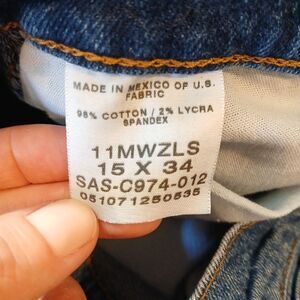 MADE IN MEXICO OF U.S.
FABRIC
98% COTTON / 2% LYCRA
SPANDEX
11MWZLS
15 X 34
SAS-C974-012
051071250535